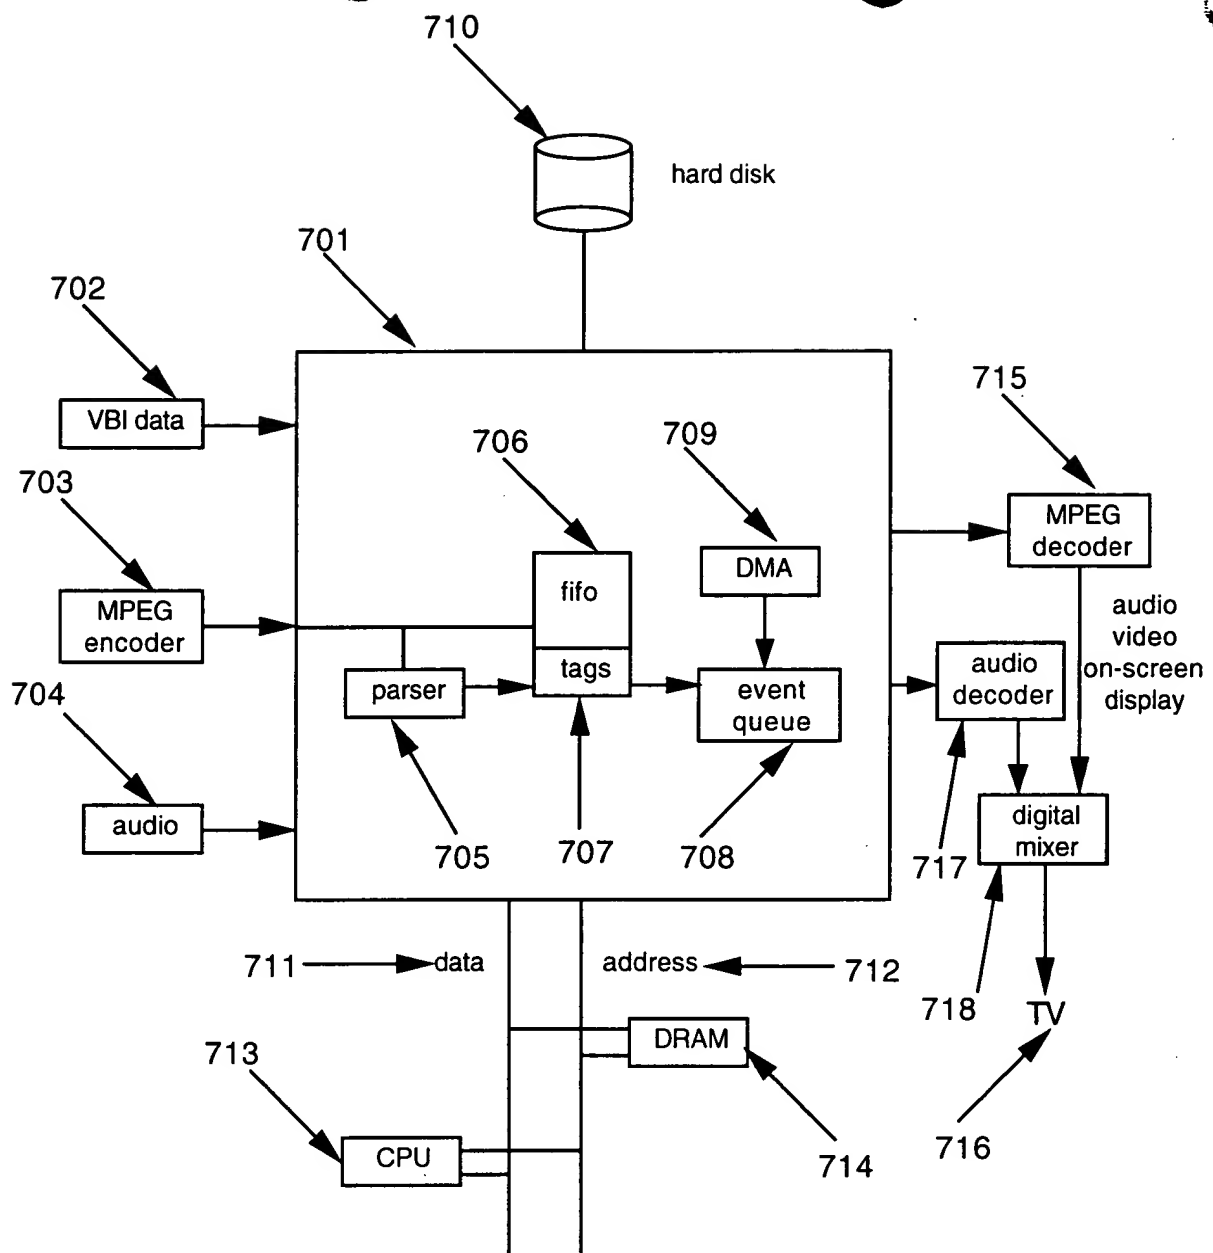 710
hard disk
701
702
VBI data
715
706
709
703
MPEG
decoder
DMA
fifo
MPEG
encoder
audio
video
on-screen
display
tags
parser
event
queue
audio
decoder
704
audio
digital
mixer
705
707
708
717
711
data
address
712
718
TV
DRAM
713
CPU
714
716